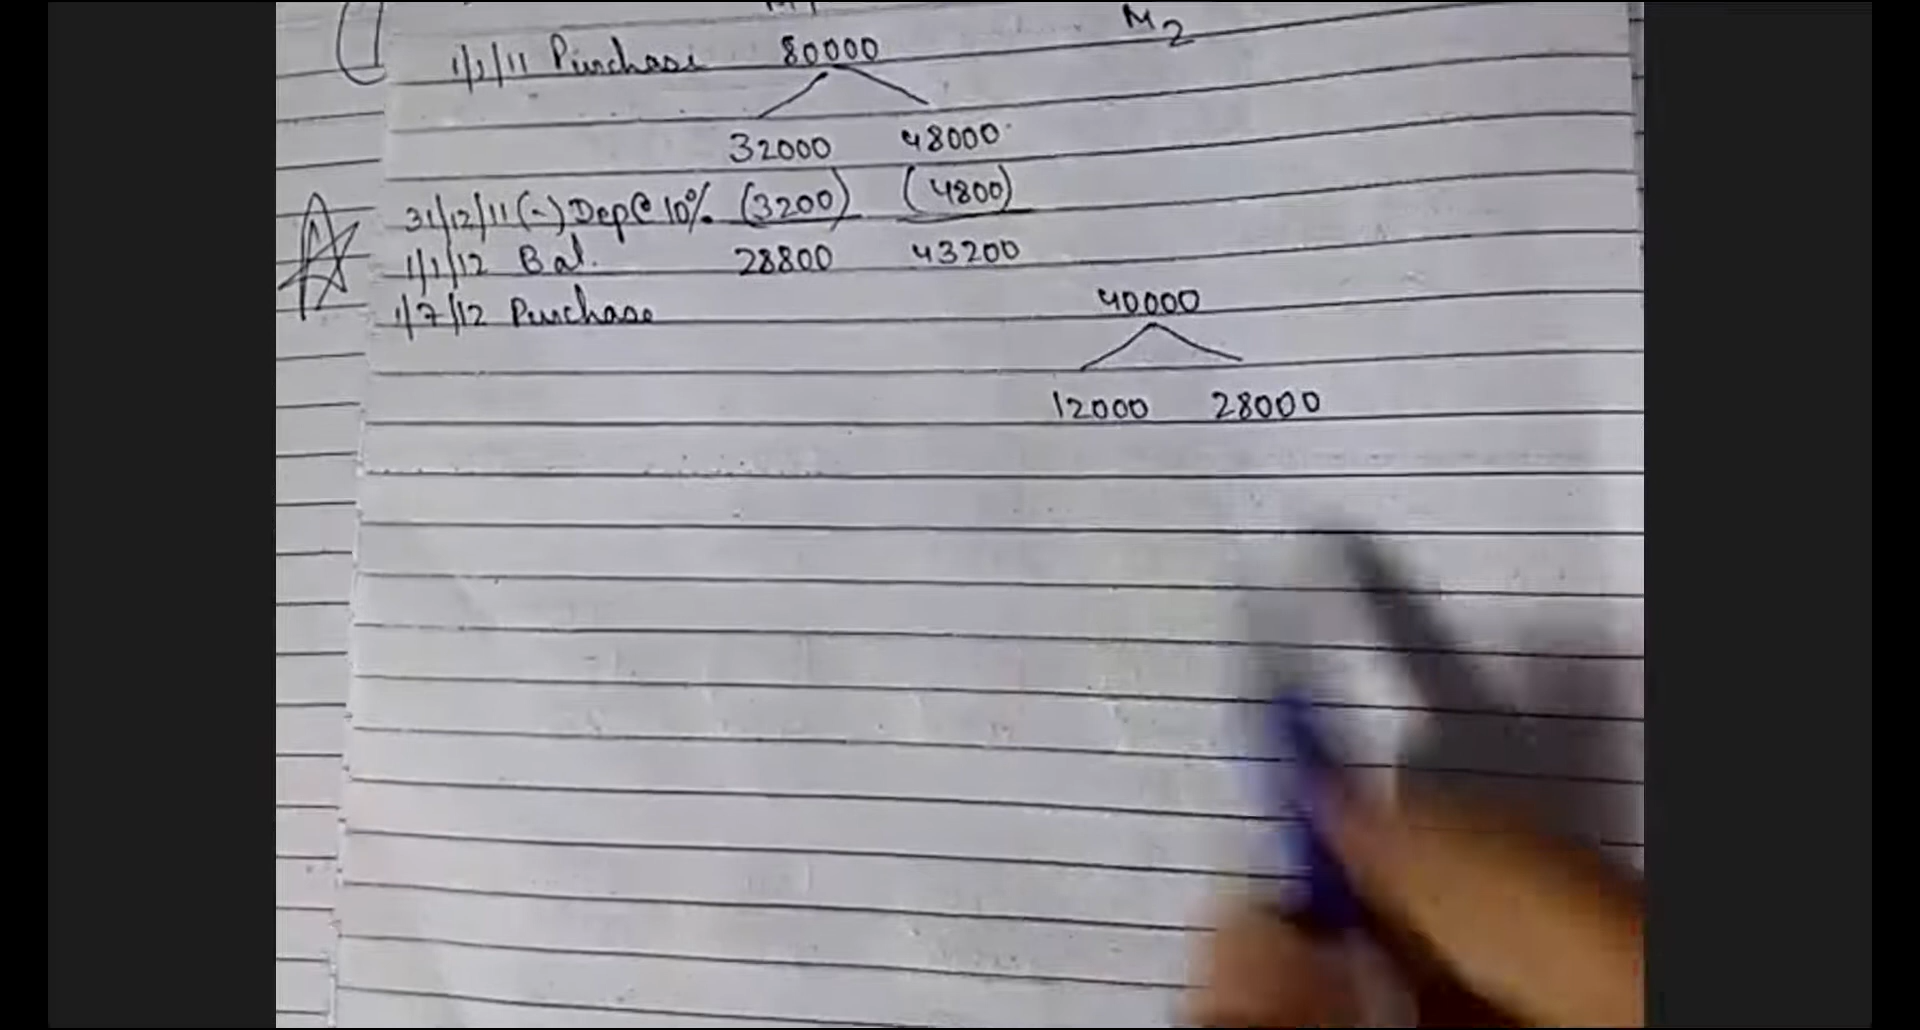 M1 M2
1/1/11 Purchase 80000
32000 48000
31/12/11 (-) Dep@ 10% (3200) (4800)
1/1/12 Bal. 28800 43200
1/7/12 Purchase 40000
12000 28000